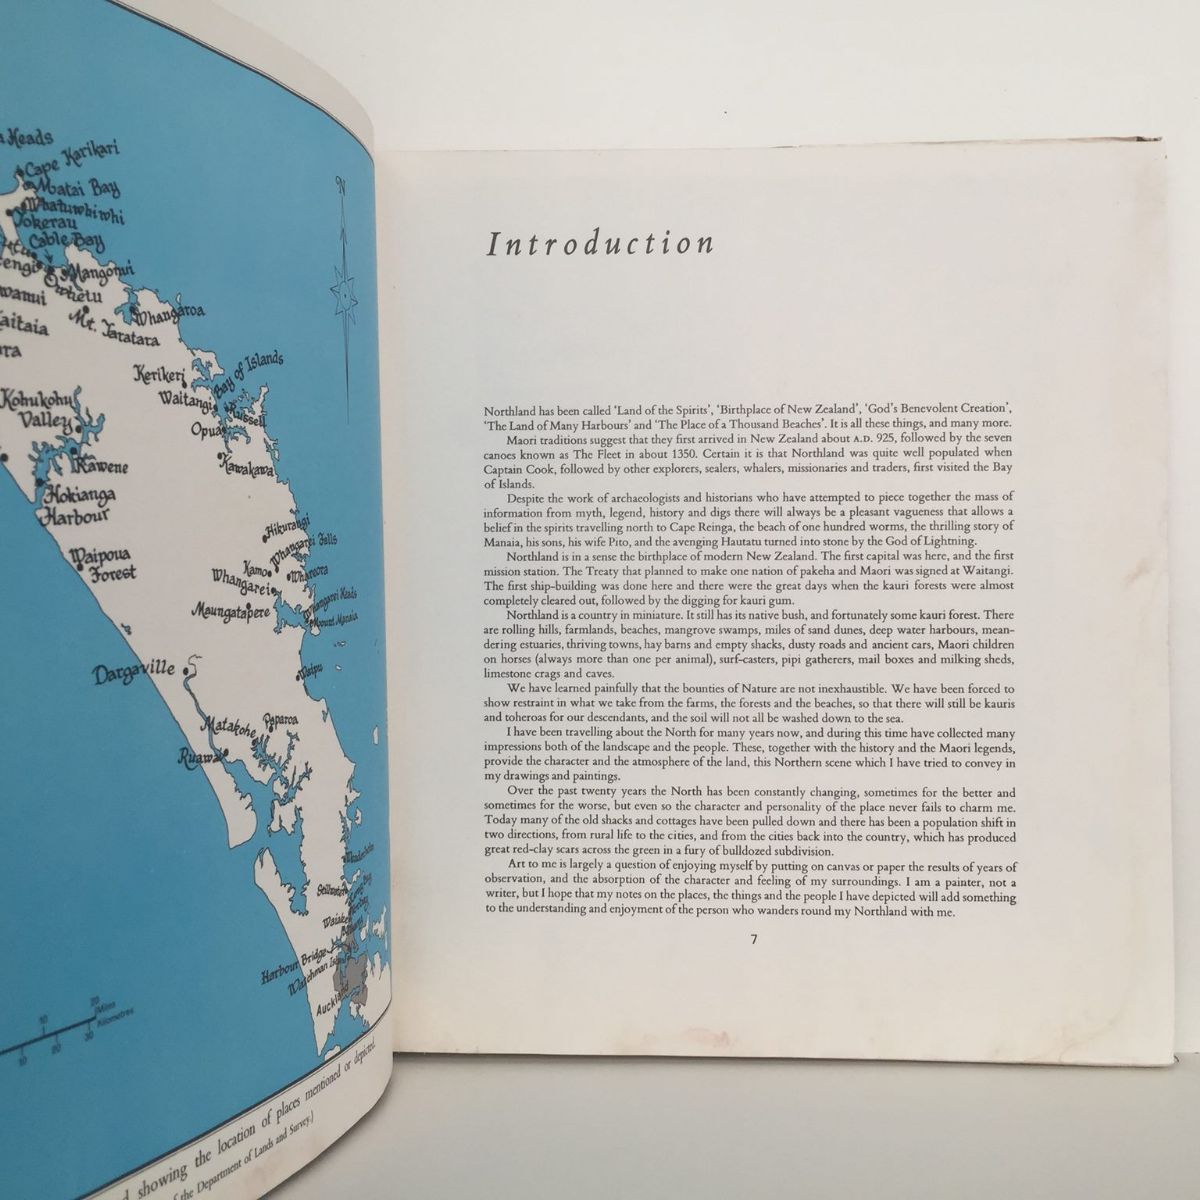 Heads
Cape Karikari
Matai Bay
Whatuwhiwhi
Tokerau
Cable Bay
Mangonui
Whangaroa
Mt. Taratara
Kerikeri
Bay of Islands
Waitangi
Russell
Opua
Kawakawa
Kohukohu
Valley
Rawene
Hokianga
Harbour
Waipoua
Forest
Hikurangi
Whangarei Falls
Kamo
Whareora
Whangarei
Whangarei Heads
Maungatapere
Mount Manaia
Dargaville
Waipu
Matakohe
Paparoa
Ruawai
Harbour Bridge
Watchman Isld
Auckland
N
20
10
Miles
Kilometres
10
20
30
showing the location of places mentioned or depicted.
of the Department of Lands and Survey.]
Introduction
Northland has been called ‘Land of the Spirits’, ‘Birthplace of New Zealand’, ‘God’s Benevolent Creation’,
‘The Land of Many Harbours’ and ‘The Place of a Thousand Beaches’. It is all these things, and many more.
Maori traditions suggest that they first arrived in New Zealand about A.D. 925, followed by the seven
canoes known as The Fleet in about 1350. Certain it is that Northland was quite well populated when
Captain Cook, followed by other explorers, sealers, whalers, missionaries and traders, first visited the Bay
of Islands.
Despite the work of archaeologists and historians who have attempted to piece together the mass of
information from myth, legend, history and digs there will always be a pleasant vagueness that allows a
belief in the spirits travelling north to Cape Reinga, the beach of one hundred worms, the thrilling story of
Manaia, his sons, his wife Pito, and the avenging Hautatu turned into stone by the God of Lightning.
Northland is in a sense the birthplace of modern New Zealand. The first capital was here, and the first
mission station. The Treaty that planned to make one nation of pakeha and Maori was signed at Waitangi.
The first ship-building was done here and there were the great days when the kauri forests were almost
completely cleared out, followed by the digging for kauri gum.
Northland is a country in miniature. It still has its native bush, and fortunately some kauri forest. There
are rolling hills, farmlands, beaches, mangrove swamps, miles of sand dunes, deep water harbours, mean-
dering estuaries, thriving towns, hay barns and empty shacks, dusty roads and ancient cars, Maori children
on horses (always more than one per animal), surf-casters, pipi gatherers, mail boxes and milking sheds,
limestone crags and caves.
We have learned painfully that the bounties of Nature are not inexhaustible. We have been forced to
show restraint in what we take from the farms, the forests and the beaches, so that there will still be kauris
and toheroas for our descendants, and the soil will not all be washed down to the sea.
I have been travelling about the North for many years now, and during this time have collected many
impressions both of the landscape and the people. These, together with the history and the Maori legends,
provide the character and the atmosphere of the land, this Northern scene which I have tried to convey in
my drawings and paintings.
Over the past twenty years the North has been constantly changing, sometimes for the better and
sometimes for the worse, but even so the character and personality of the place never fails to charm me.
Today many of the old shacks and cottages have been pulled down and there has been a population shift in
two directions, from rural life to the cities, and from the cities back into the country, which has produced
great red-clay scars across the green in a fury of bulldozed subdivision.
Art to me is largely a question of enjoying myself by putting on canvas or paper the results of years of
observation, and the absorption of the character and feeling of my surroundings. I am a painter, not a
writer, but I hope that my notes on the places, the things and the people I have depicted will add something
to the understanding and enjoyment of the person who wanders round my Northland with me.
7